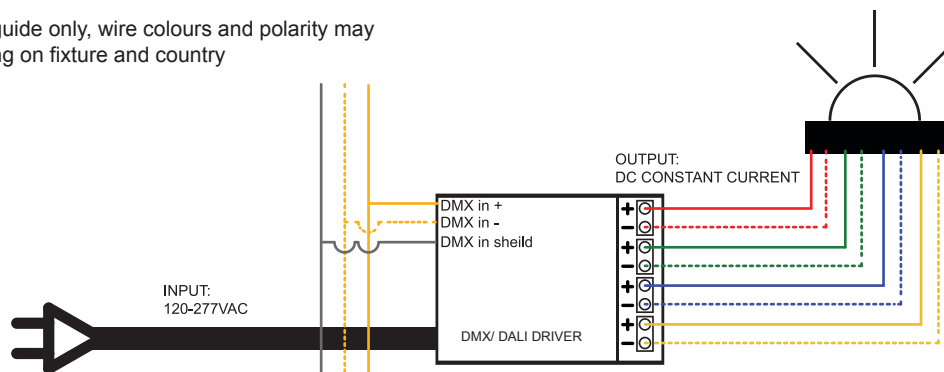 guide only, wire colours and polarity may
ng on fixture and country
OUTPUT:
DC CONSTANT CURRENT
DMX in +
DMX in -
DMX in sheild
INPUT:
120-277VAC
DMX/ DALI DRIVER
+
-
+
-
+
-
+
-